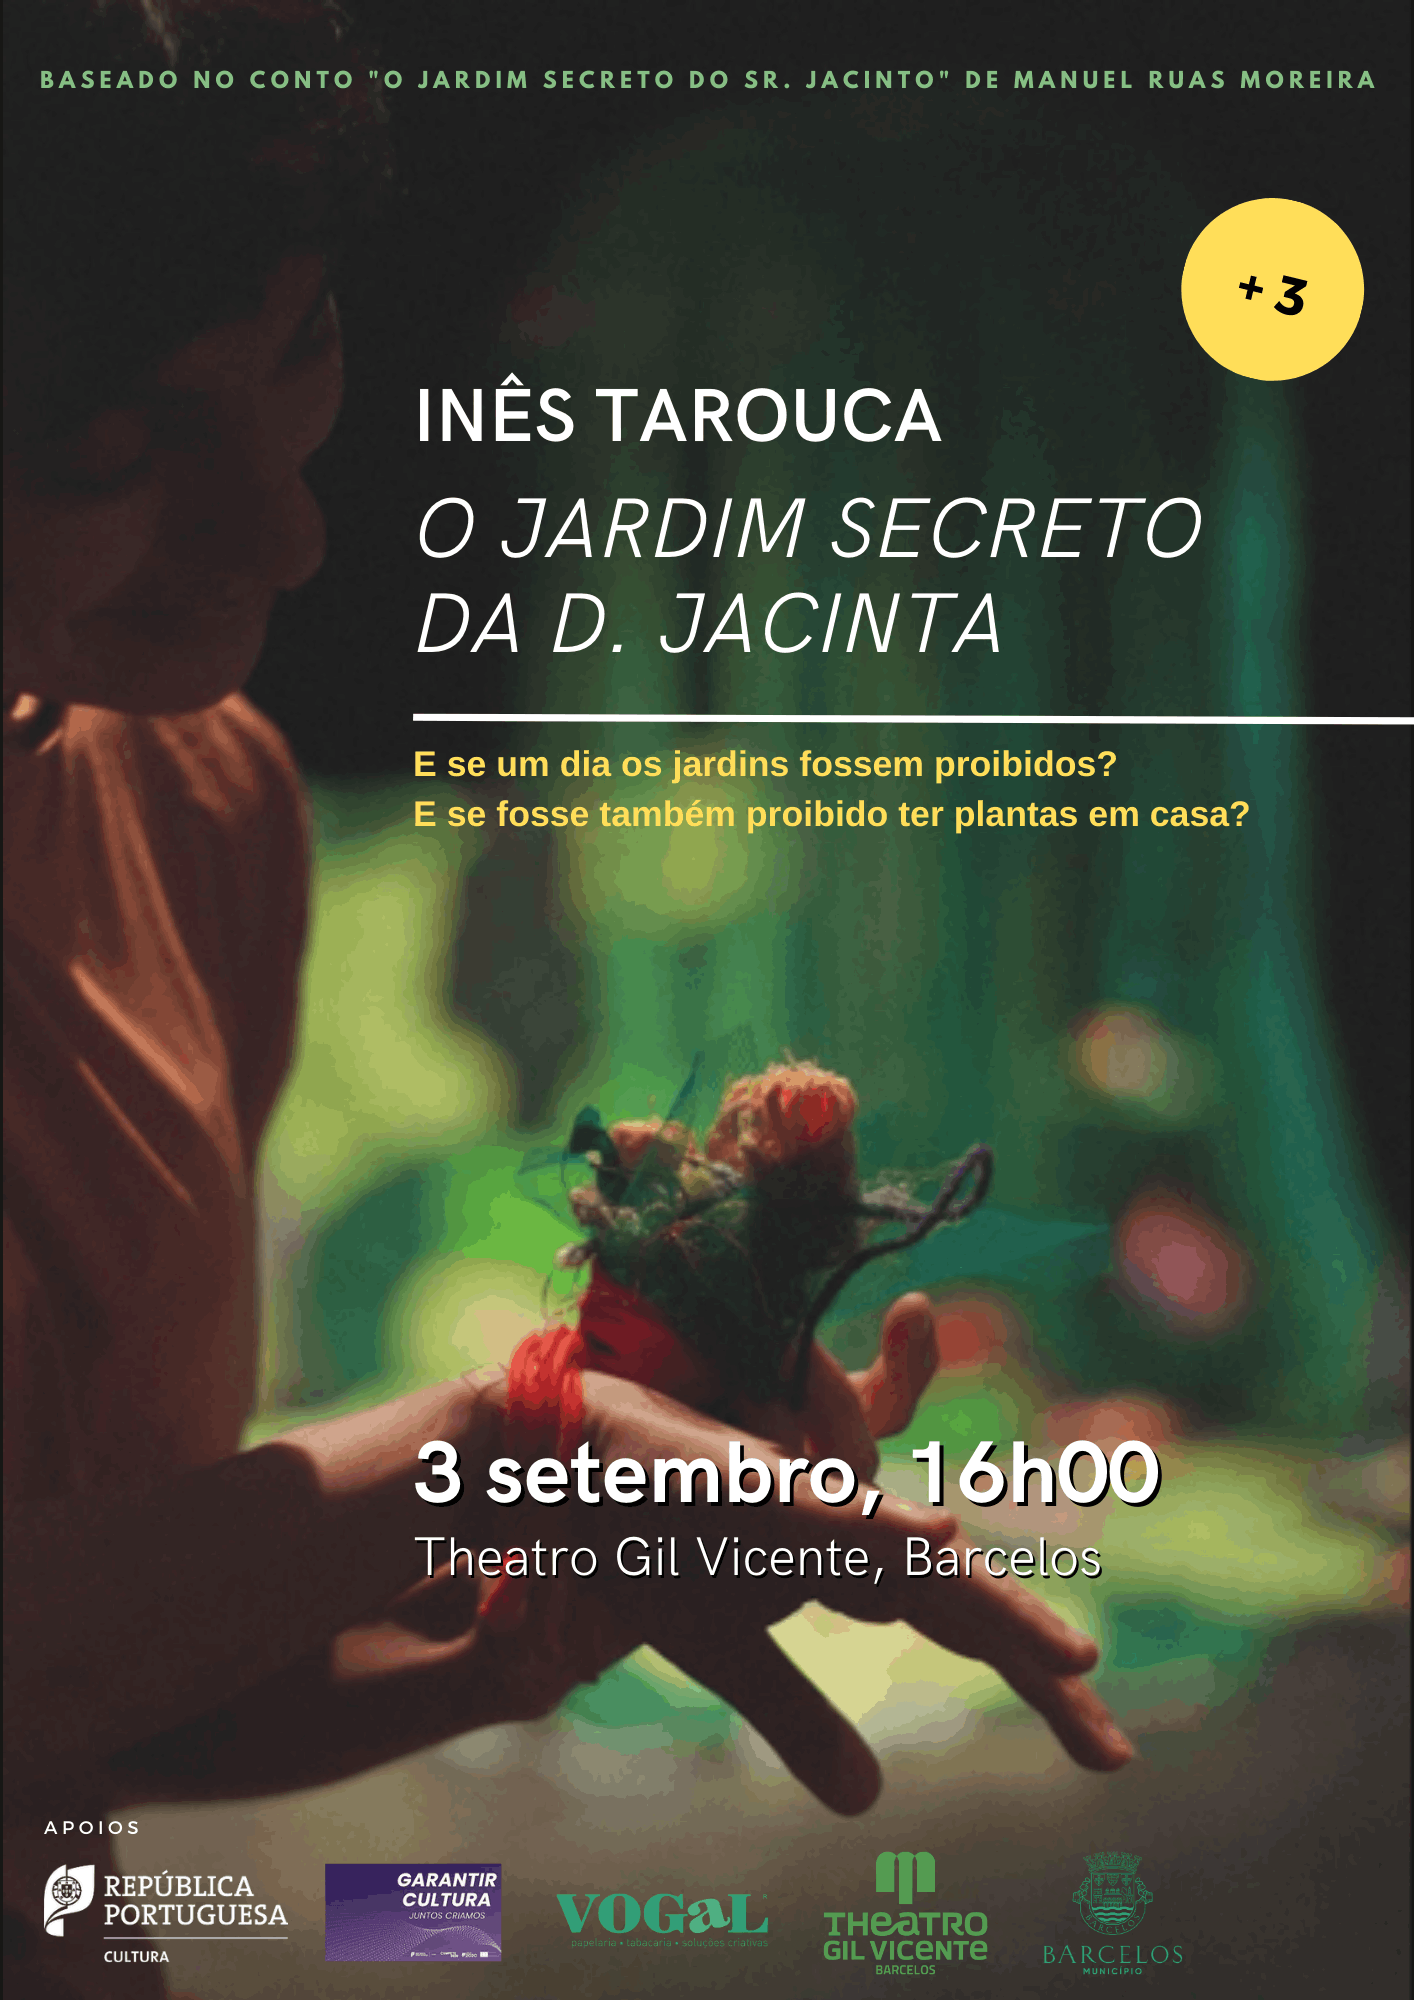 BASEADO NO CONTO "O JARDIM SECRETO DO SR. JACINTO" DE MANUEL RUAS MOREIRA
+ 3
INÊS TAROUCA
O JARDIM SECRETO
DA D. JACINTA
E se um dia os jardins fossem proibidos?
E se fosse também proibido ter plantas em casa?
3 setembro, 16h00
Theatro Gil Vicente, Barcelos
APOIOS
REPÚBLICA
PORTUGUESA
CULTURA
GARANTIR
CULTURA
JUNTOS CRIAMOS
VOGaL
papelaria • tabacaria • soluções criativas
THeaTRO
GIL VICeNTe
BARCELOS
BARCELOS
MUNICÍPIO